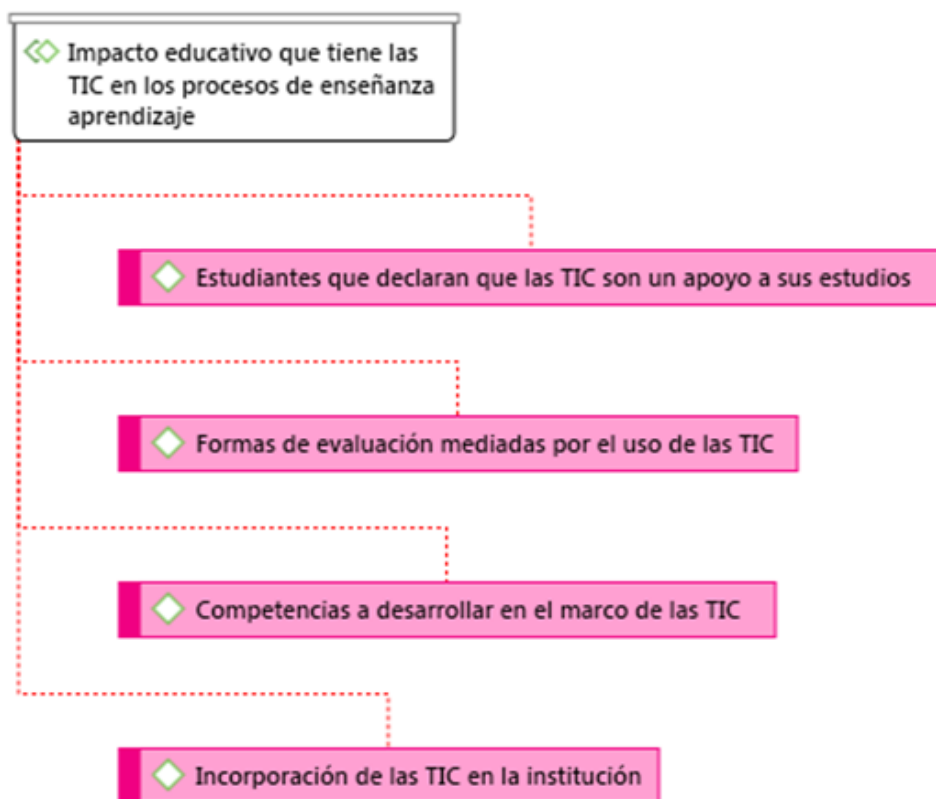 Impacto educativo que tiene las
TIC en los procesos de enseñanza
aprendizaje
Estudiantes que declaran que las TIC son un apoyo a sus estudios
Formas de evaluación mediadas por el uso de las TIC
Competencias a desarrollar en el marco de las TIC
Incorporación de las TIC en la institución